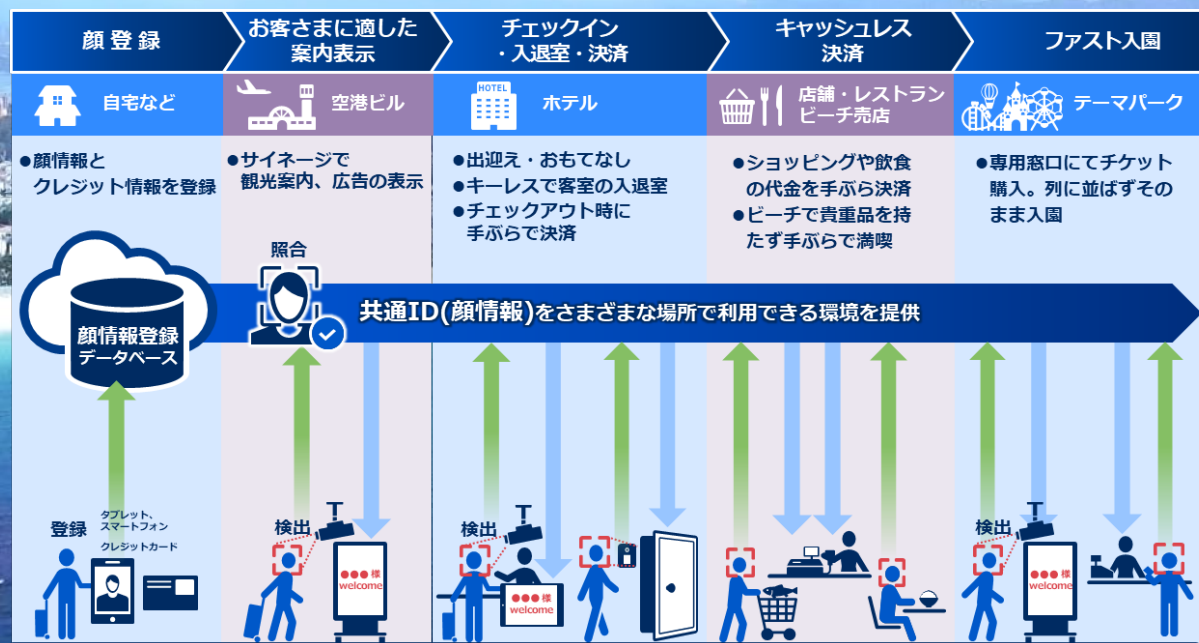 顔登録
お客さまに適した
案内表示
チェックイン
・入退室・決済
キャッシュレス
決済
ファスト入園
自宅など
空港ビル
HOTEL
ホテル
店舗・レストラン
ビーチ売店
テーマパーク
●顔情報と
クレジット情報を登録
●サイネージで
観光案内、広告の表示
●出迎え・おもてなし
●キーレスで客室の入退室
●チェックアウト時に
手ぶらで決済
●ショッピングや飲食
の代金を手ぶら決済
●ビーチで貴重品を持
たず手ぶらで満喫
●専用窓口にてチケット
購入。列に並ばずその
まま入園
照合
共通ID(顔情報)をさまざまな場所で利用できる環境を提供
顔情報登録
データベース
登録
タブレット、
スマートフォン
クレジットカード
検出
●●●様
welcome
検出
●●●様
welcome
検出
●●●様
welcome